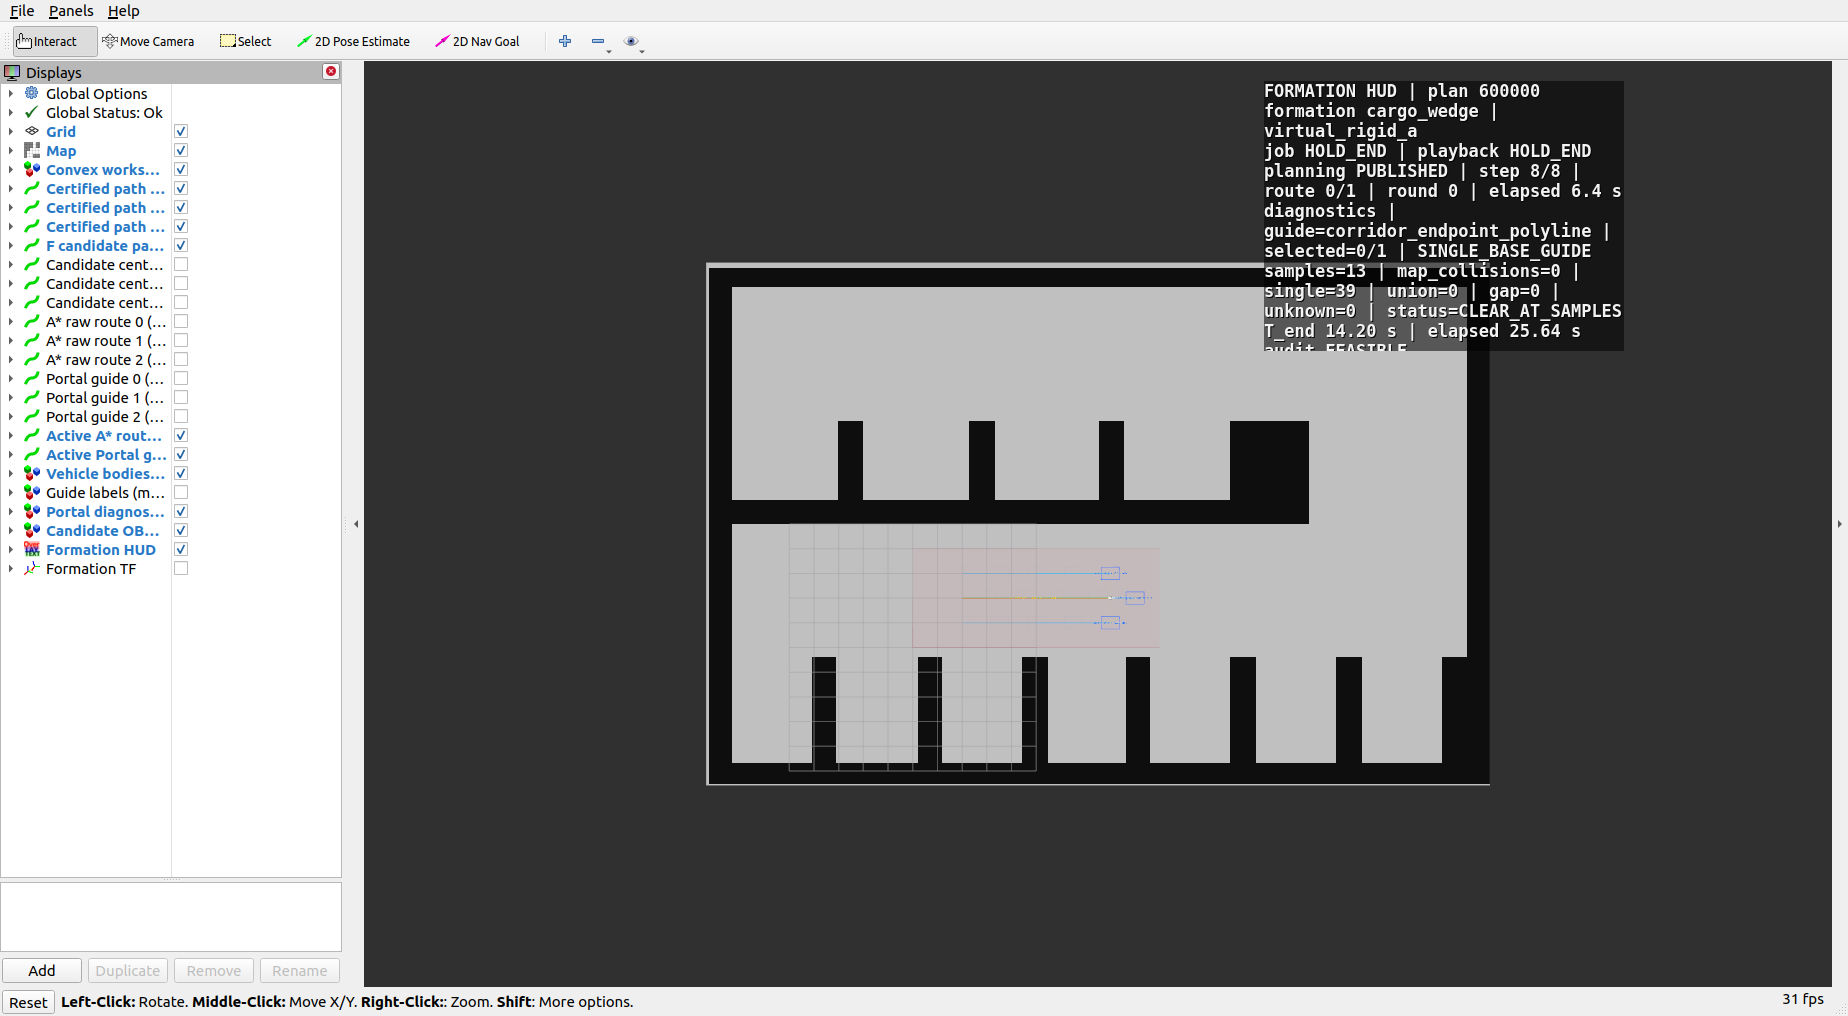 File Panels Help
Interact Move Camera Select 2D Pose Estimate 2D Nav Goal
Displays
Global Options
Global Status: Ok
Grid
Map
Convex works...
Certified path ...
Certified path ...
Certified path ...
F candidate pa...
Candidate cent...
Candidate cent...
Candidate cent...
A* raw route 0 (...
A* raw route 1 (...
A* raw route 2 (...
Portal guide 0 (...
Portal guide 1 (...
Portal guide 2 (...
Active A* rout...
Active Portal g...
Vehicle bodies...
Guide labels (m...
Portal diagnos...
Candidate OB...
Formation HUD
Formation TF
FORMATION HUD | plan 600000
formation cargo_wedge |
virtual_rigid_a
job HOLD_END | playback HOLD_END
planning PUBLISHED | step 8/8 |
route 0/1 | round 0 | elapsed 6.4 s
diagnostics |
guide=corridor_endpoint_polyline |
selected=0/1 | SINGLE_BASE_GUIDE
samples=13 | map_collisions=0 |
single=39 | union=0 | gap=0 |
unknown=0 | status=CLEAR_AT_SAMPLES
T_end 14.20 s | elapsed 25.64 s
audit FEASIBLE
Add Duplicate Remove Rename
Reset Left-Click: Rotate. Middle-Click: Move X/Y. Right-Click:: Zoom. Shift: More options.
31 fps